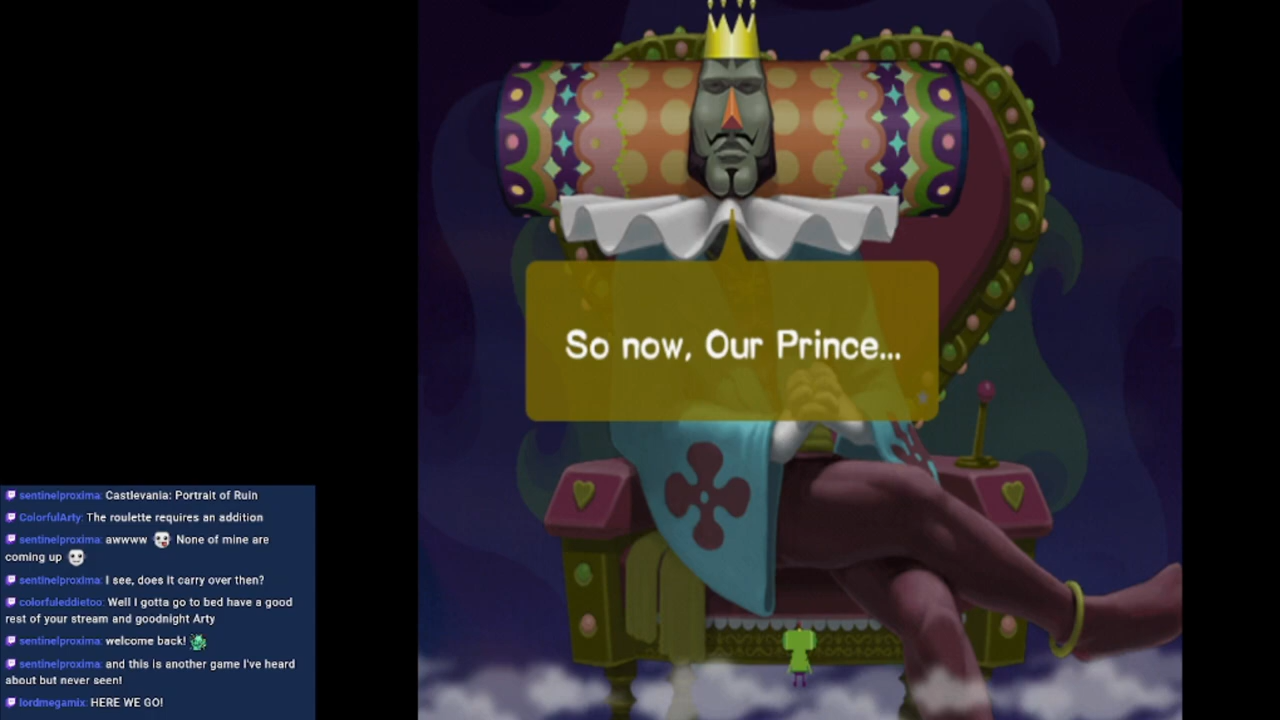 So now, Our Prince...
sentinelproxima: Castlevania: Portrait of Ruin
ColorfulArty: The roulette requires an addition
sentinelproxima: awwww None of mine are
coming up
sentinelproxima: I see, does it carry over then?
colorfuleddietoo: Well I gotta go to bed have a good
rest of your stream and goodnight Arty
sentinelproxima: welcome back!
sentinelproxima: and this is another game I've heard
about but never seen!
lordmegamix: HERE WE GO!